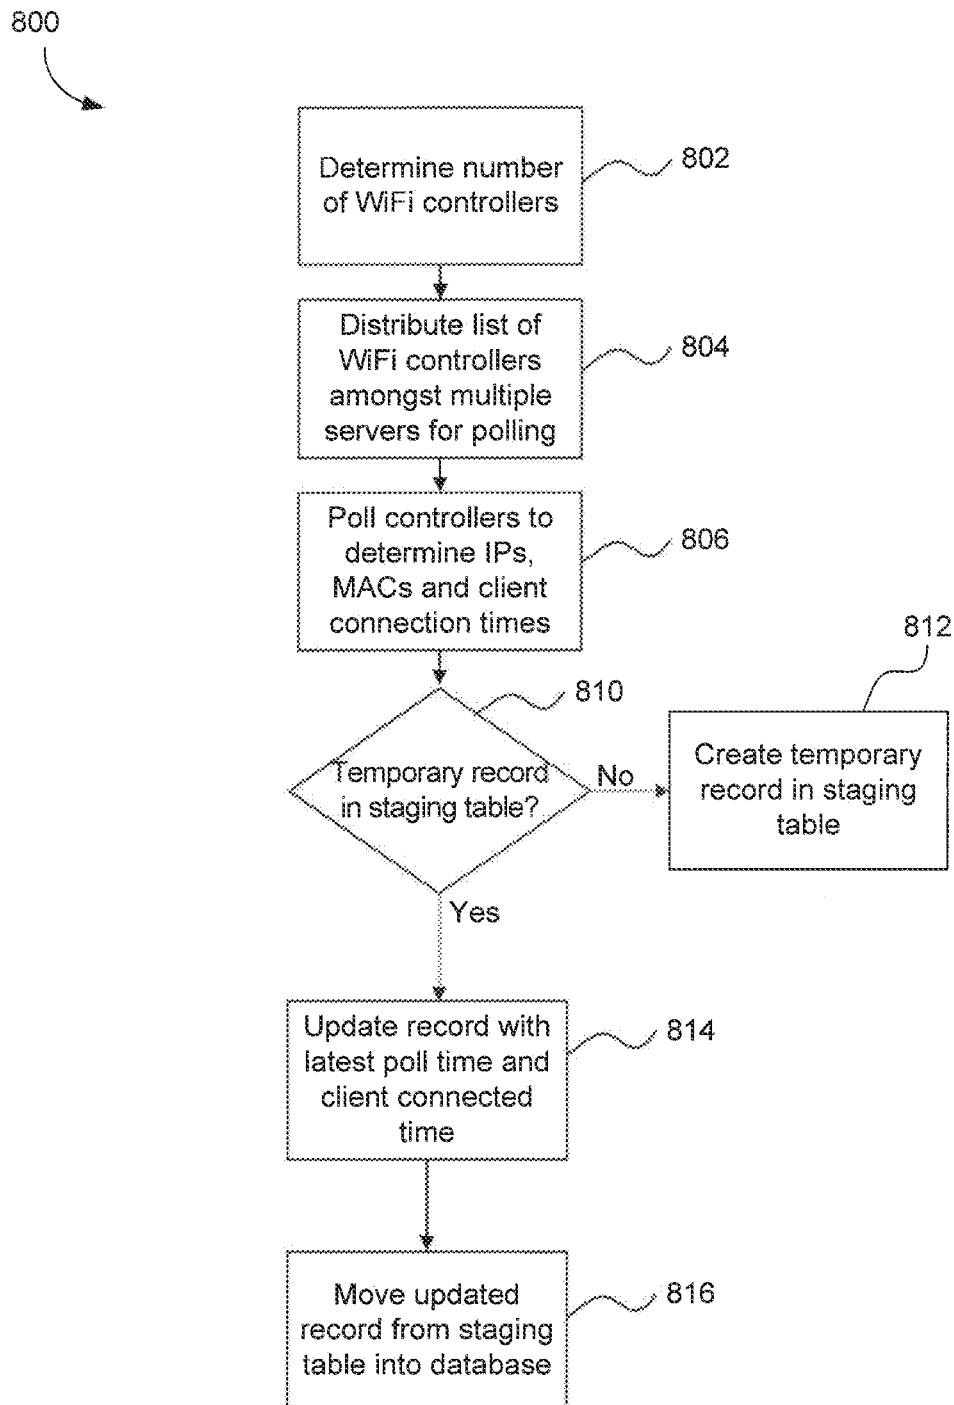 800
Determine number
of WiFi controllers
802
Distribute list of
WiFi controllers
amongst multiple
servers for polling
804
Poll controllers to
determine IPs,
MACs and client
connection times
806
810
Temporary record
in staging table?
No
812
Create temporary
record in staging
table
Yes
Update record with
latest poll time and
client connected
time
814
Move updated
record from staging
table into database
816